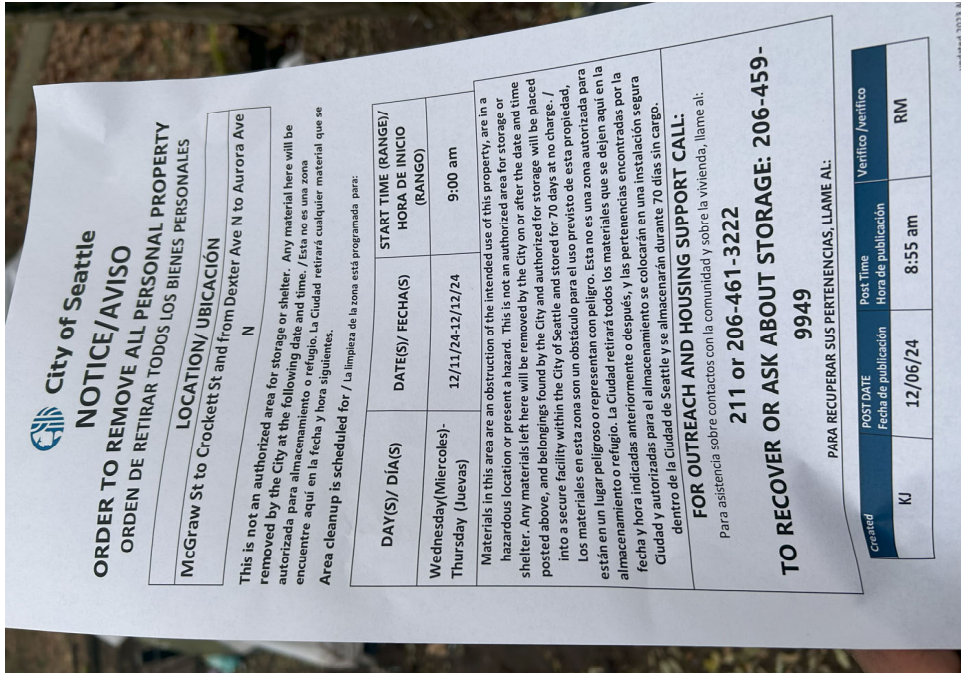 City of Seattle
NOTICE/AVISO
ORDER TO REMOVE ALL PERSONAL PROPERTY
ORDEN DE RETIRAR TODOS LOS BIENES PERSONALES
LOCATION/ UBICACIÓN
McGraw St to Crockett St and from Dexter Ave N to Aurora Ave
N
This is not an authorized area for storage or shelter. Any material here will be
removed by the City at the following date and time. / Esta no es una zona
autorizada para almacenamiento o refugio. La Ciudad retirará cualquier material que se
encuentre aquí en la fecha y hora siguientes.
Area cleanup is scheduled for / La limpieza de la zona está programada para:
DAY(S)/ DÍA(S)
DATE(S)/ FECHA(S)
START TIME (RANGE)/
HORA DE INICIO
(RANGO)
Wednesday(Miercoles)-
Thursday (Juevas)
12/11/24-12/12/24
9:00 am
Materials in this area are an obstruction of the intended use of this property, are in a
hazardous location or present a hazard. This is not an authorized area for storage or
shelter. Any materials left here will be removed by the City on or after the date and time
posted above, and belongings found by the City and authorized for storage will be placed
into a secure facility within the City of Seattle and stored for 70 days at no charge. /
Los materiales en esta zona son un obstáculo para el uso previsto de esta propiedad,
están en un lugar peligroso o representan con peligro. Esta no es una zona autorizada para
almacenamiento o refugio. La Ciudad retirará todos los materiales que se dejen aquí en la
fecha y hora indicadas anteriormente o después, y las pertenencias encontradas por la
Ciudad y autorizadas para el almacenamiento se colocarán en una instalación segura
dentro de la Ciudad de Seattle y se almacenarán durante 70 días sin cargo.
FOR OUTREACH AND HOUSING SUPPORT CALL:
Para asistencia sobre contactos con la comunidad y sobre la vivienda, llame al:
211 or 206-461-3222
TO RECOVER OR ASK ABOUT STORAGE: 206-459-
9949
PARA RECUPERAR SUS PERTENENCIAS, LLAME AL:
Created
POST DATE
Fecha de publicación
Post Time
Hora de publicación
Verifico /verifico
KJ
12/06/24
8:55 am
RM